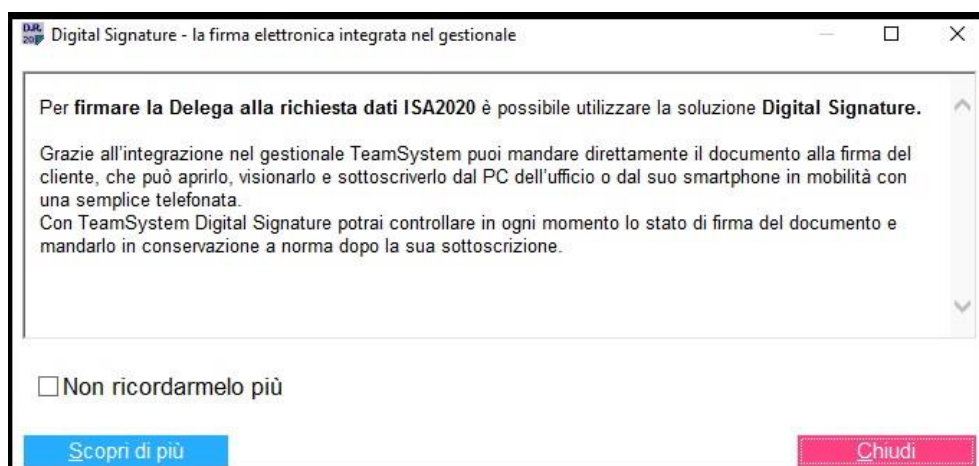 D.R.
20
Digital Signature - la firma elettronica integrata nel gestionale
Per firmare la Delega alla richiesta dati ISA2020 è possibile utilizzare la soluzione Digital Signature.
Grazie all'integrazione nel gestionale TeamSystem puoi mandare direttamente il documento alla firma del
cliente, che può aprirlo, visionarlo e sottoscriverlo dal PC dell'ufficio o dal suo smartphone in mobilità con
una semplice telefonata.
Con TeamSystem Digital Signature potrai controllare in ogni momento lo stato di firma del documento e
mandarlo in conservazione a norma dopo la sua sottoscrizione.
Non ricordarmelo più
Scopri di più
Chiudi